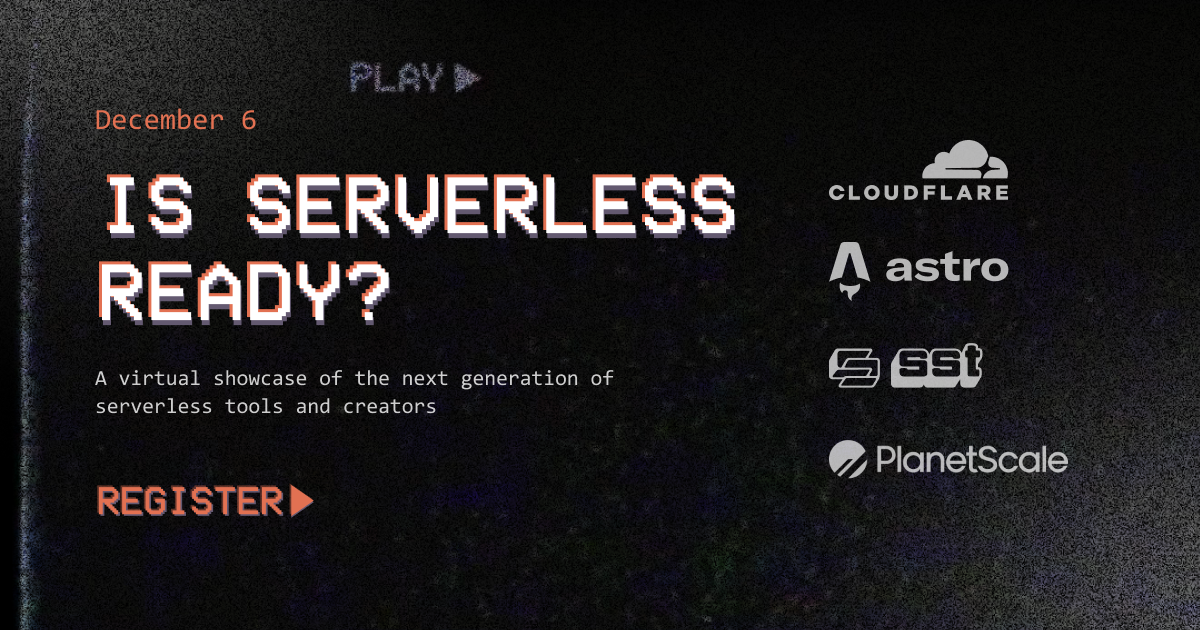 PLAY
December 6
IS SERVERLESS
READY?
A virtual showcase of the next generation of
serverless tools and creators
REGISTER
CLOUDFLARE
astro
sst
PlanetScale